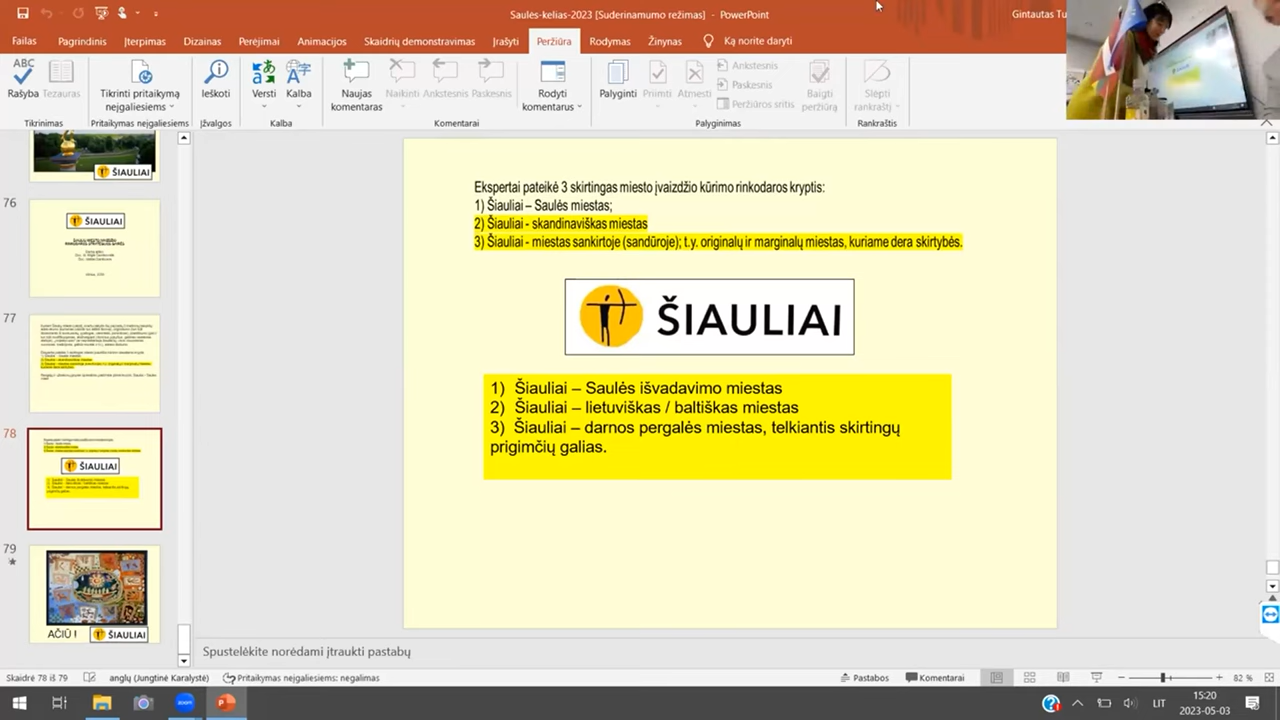 Saulės-kelias-2023 [Suderinamumo režimas] - PowerPoint
Gintautas Tu
Failas Pagrindinis Įterpimas Dizainas Perėjimai Animacijos Skaidrių demonstravimas Įrašyti Peržiūra Rodymas Žinynas Ką norite daryti
ABC
Rašyba
Tezauras
Tikrinti pritaikymą
neįgaliesiems
Ieškoti
Versti
Kalba
Naujas
komentaras
Naikinti
Ankstesnis
Paskesnis
Rodyti
komentarus
Palyginti
Priimti
Atmesti
Ankstesnis
Paskesnis
Peržiūros sritis
Baigti
peržiūrą
Slėpti
rankraštį
Tikrinimas Pritaikymas neįgaliesiems Įžvalgos Kalba Komentarai Palyginimas Rankraštis
ŠIAULIAI
76
ŠIAULIAI
77
78
ŠIAULIAI
79
AČIŪ !
ŠIAULIAI
Ekspertai pateikė 3 skirtingas miesto įvaizdžio kūrimo rinkodaros kryptis:
1) Šiauliai – Saulės miestas;
2) Šiauliai - skandinaviškas miestas
3) Šiauliai - miestas sankirtoje (sandūroje); t.y. originalų ir marginalų miestas, kuriame dera skirtybės.
ŠIAULIAI
1) Šiauliai – Saulės išvadavimo miestas
2) Šiauliai – lietuviškas / baltiškas miestas
3) Šiauliai – darnos pergalės miestas, telkiantis skirtingų
prigimčių galias.
Spustelėkite norėdami įtraukti pastabų
Skaidrė 78 iš 79 anglų (Jungtinė Karalystė) Pritaikymas neįgaliesiems: negalimas Pastabos Komentarai 82 %
zoom
LIT
15:20
2023-05-03